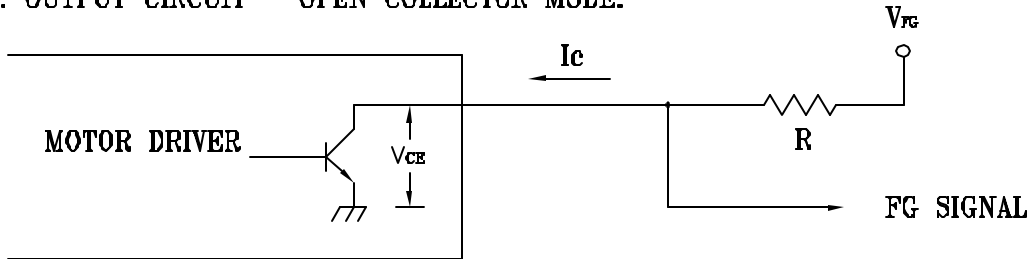 . OUTPUT CIRCUIT OPEN COLLECTOR MODE.
VFG
Ic
MOTOR DRIVER
VCE
R
FG SIGNAL